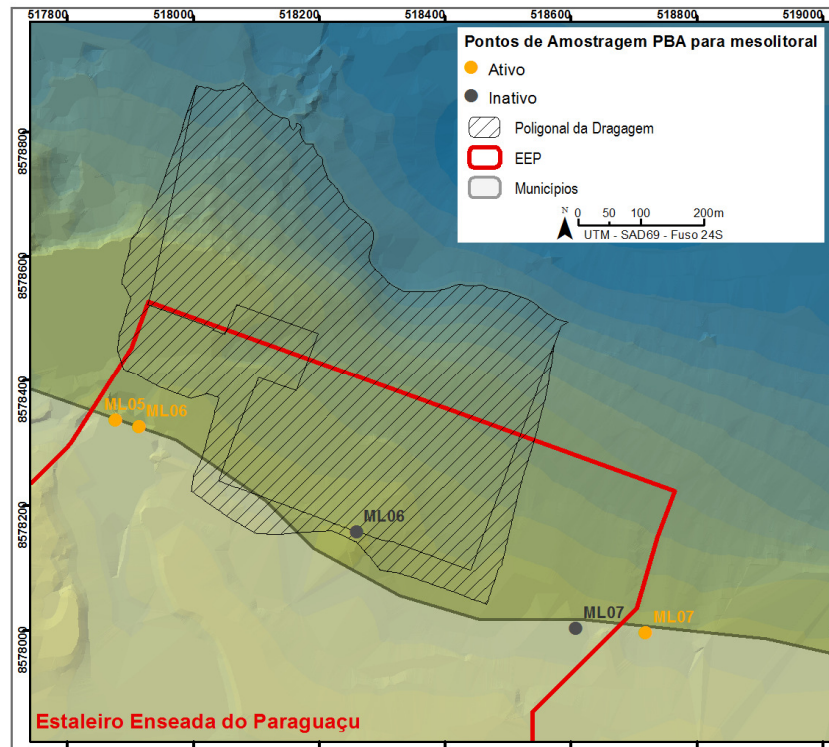 517800 518000 518200 518400 518600 518800 519000
Pontos de Amostragem PBA para mesolitoral
Ativo
Inativo
Poligonal da Dragagem
EEP
Municípios
N 0 50 100 200m
UTM - SAD69 - Fuso 24S
8578800
8578600
8578400
8578200
8578000
ML05 ML06
ML06
ML07
ML07
Estaleiro Enseada do Paraguaçu